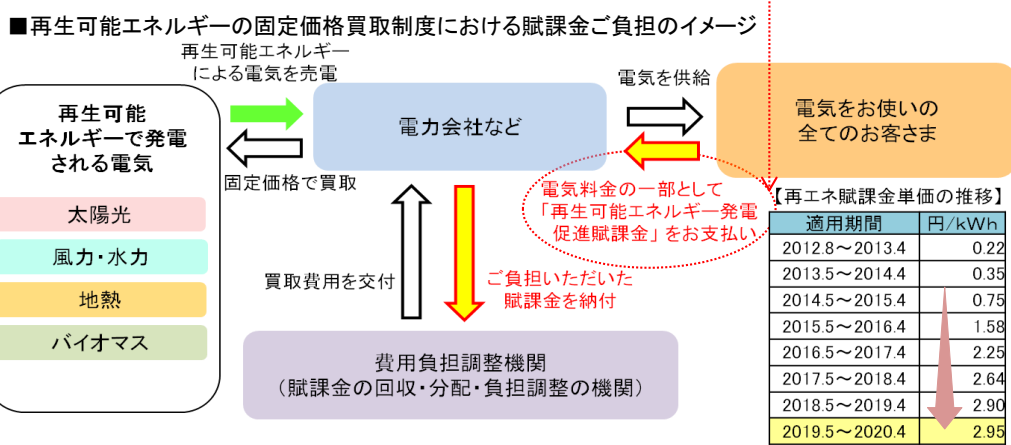 ■再生可能エネルギーの固定価格買取制度における賦課金ご負担のイメージ
再生可能エネルギー
による電気を売電
電気を供給
再生可能
エネルギーで発電
される電気
電力会社など
電気をお使いの
全てのお客さま
固定価格で買取
太陽光
風力・水力
地熱
バイオマス
電気料金の一部として
「再生可能エネルギー発電
促進賦課金」をお支払い
買取費用を交付
ご負担いただいた
賦課金を納付
費用負担調整機関
（賦課金の回収・分配・負担調整の機関）
【再エネ賦課金単価の推移】
適用期間 円/kWh
2012.8～2013.4 0.22
2013.5～2014.4 0.35
2014.5～2015.4 0.75
2015.5～2016.4 1.58
2016.5～2017.4 2.25
2017.5～2018.4 2.64
2018.5～2019.4 2.90
2019.5～2020.4 2.95